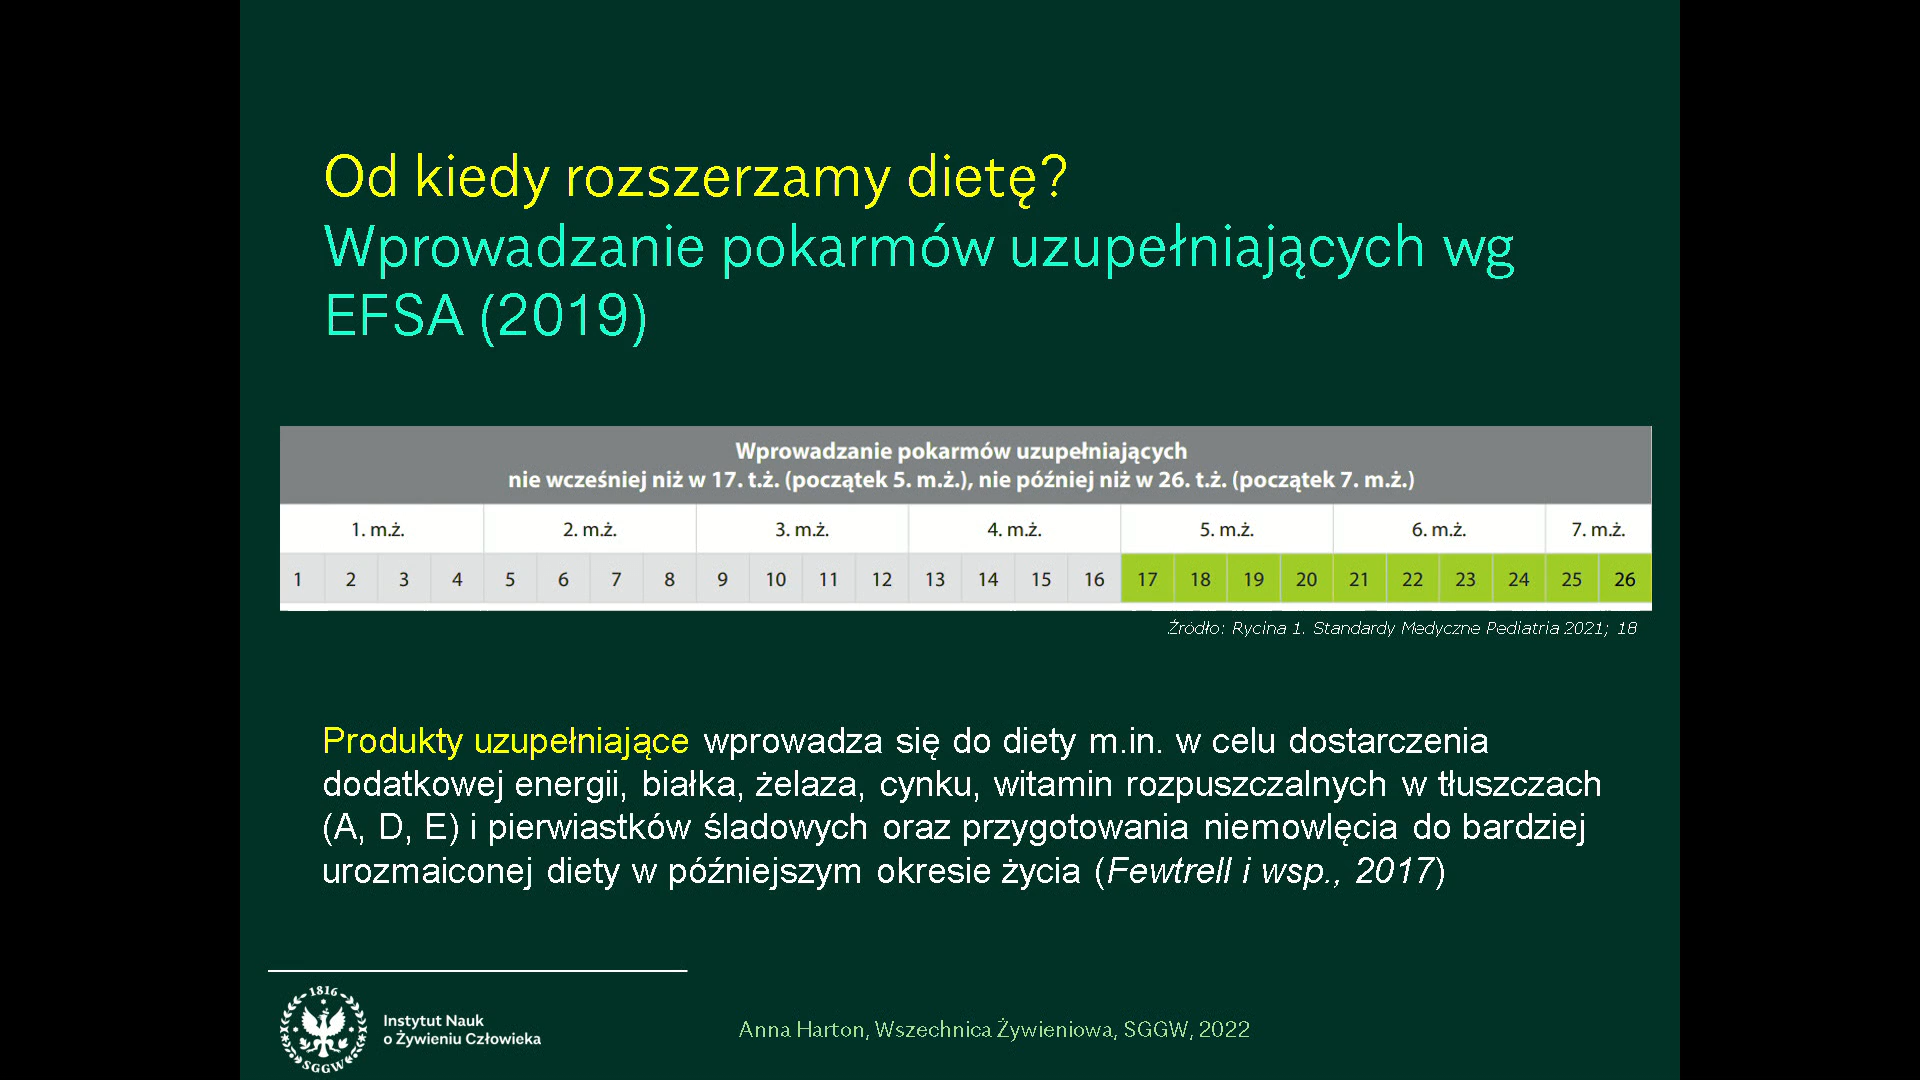 Od kiedy rozszerzamy dietę?
Wprowadzanie pokarmów uzupełniających wg
EFSA (2019)
Wprowadzanie pokarmów uzupełniających
nie wcześniej niż w 17. t.ż. (początek 5. m.ż.), nie później niż w 26. t.ż. (początek 7. m.ż.)
1. m.ż. 2. m.ż. 3. m.ż. 4. m.ż. 5. m.ż. 6. m.ż. 7. m.ż.
1 2 3 4 5 6 7 8 9 10 11 12 13 14 15 16 17 18 19 20 21 22 23 24 25 26
Źródło: Rycina 1. Standardy Medyczne Pediatria 2021; 18
Produkty uzupełniające wprowadza się do diety m.in. w celu dostarczenia
dodatkowej energii, białka, żelaza, cynku, witamin rozpuszczalnych w tłuszczach
(A, D, E) i pierwiastków śladowych oraz przygotowania niemowlęcia do bardziej
urozmaiconej diety w późniejszym okresie życia (Fewtrell i wsp., 2017)
1816
SGGW
Instytut Nauk
o Żywieniu Człowieka
Anna Harton, Wszechnica Żywieniowa, SGGW, 2022